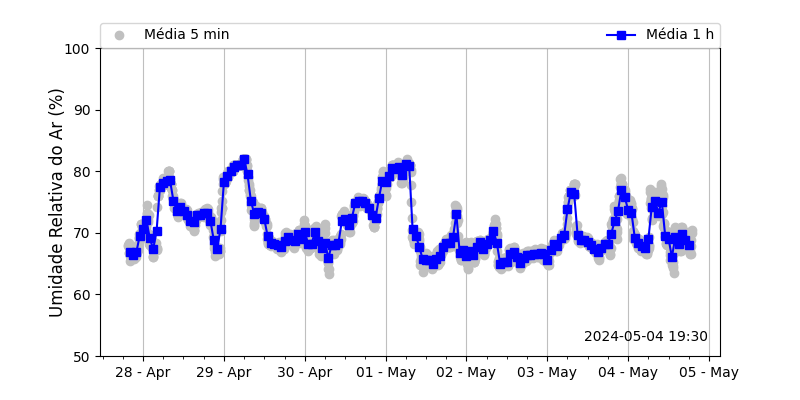 Média 5 min
Média 1 h
Umidade Relativa do Ar (%)
100
90
80
70
60
50
2024-05-04 19:30
28 - Apr
29 - Apr
30 - Apr
01 - May
02 - May
03 - May
04 - May
05 - May